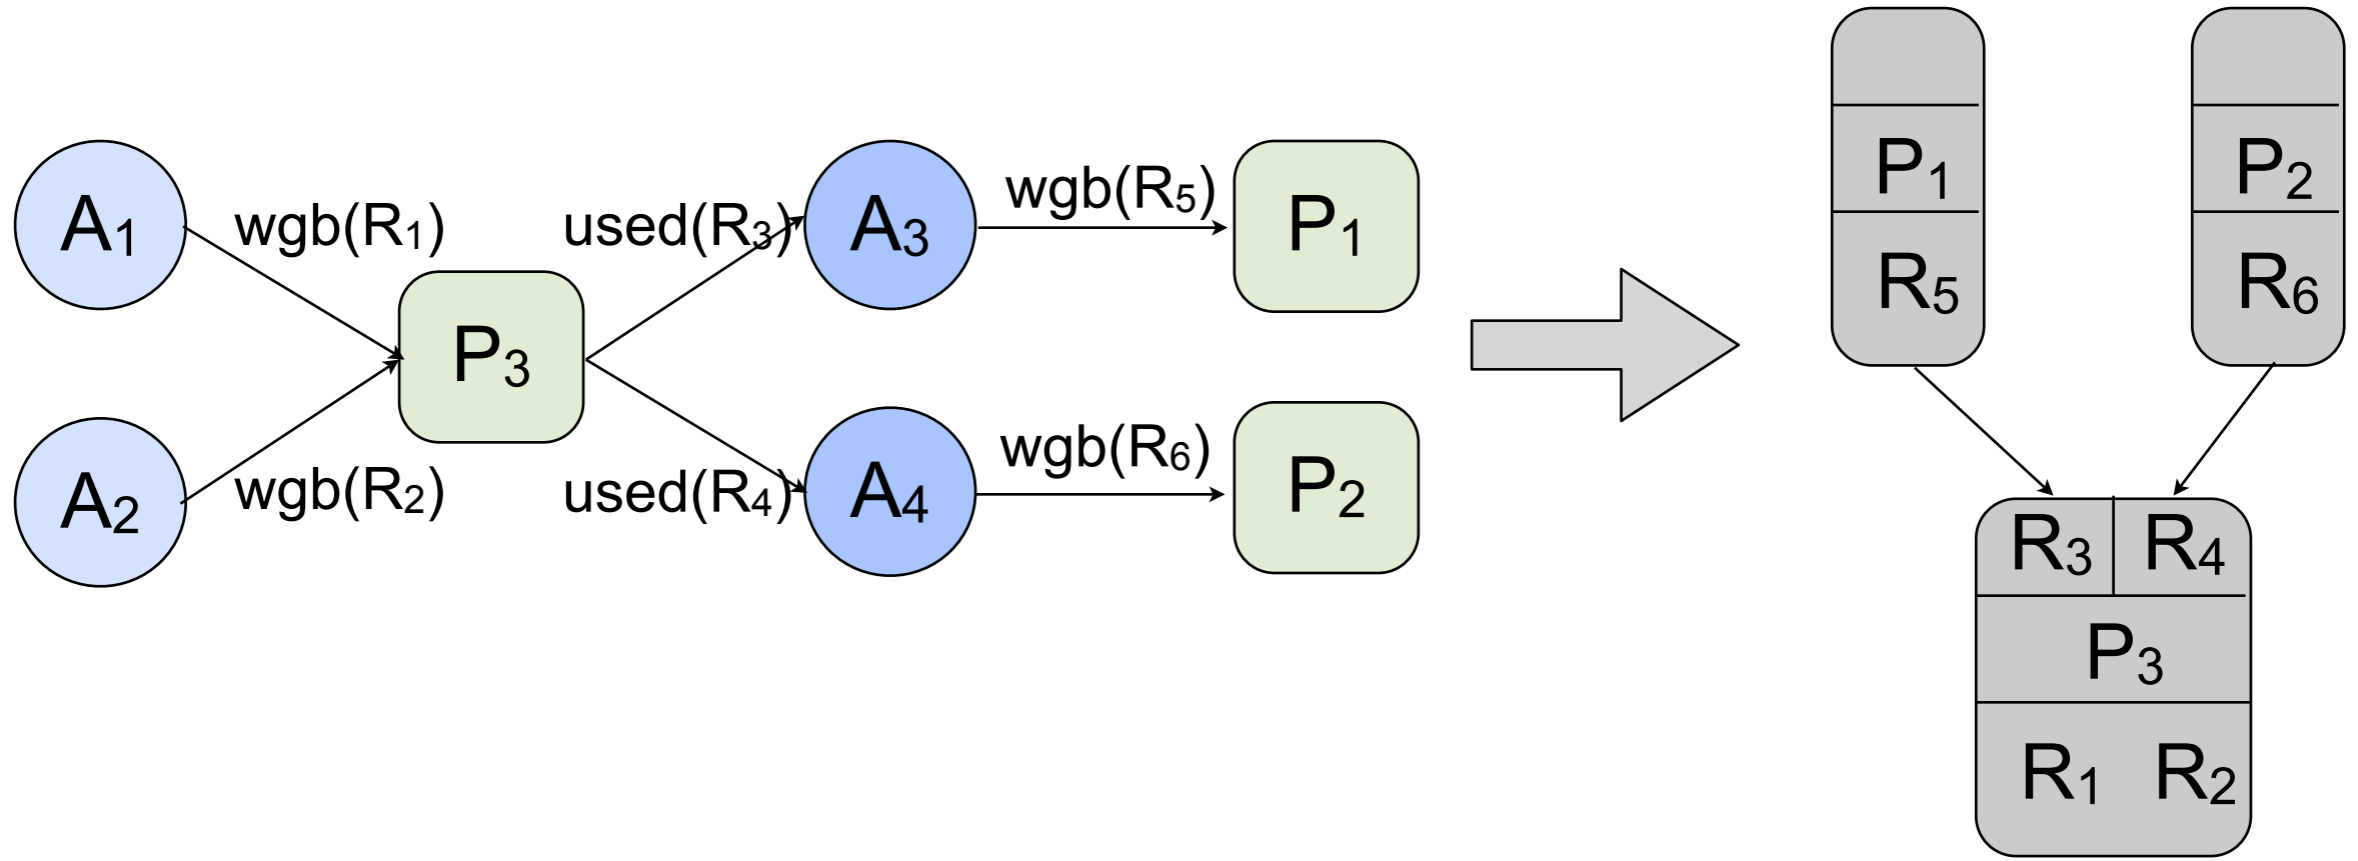 A1
wgb(R1)
A2
wgb(R2)
P3
used(R3)
used(R4)
A3
wgb(R5)
P1
A4
wgb(R6)
P2
P1
R5
P2
R6
R3 R4
P3
R1 R2